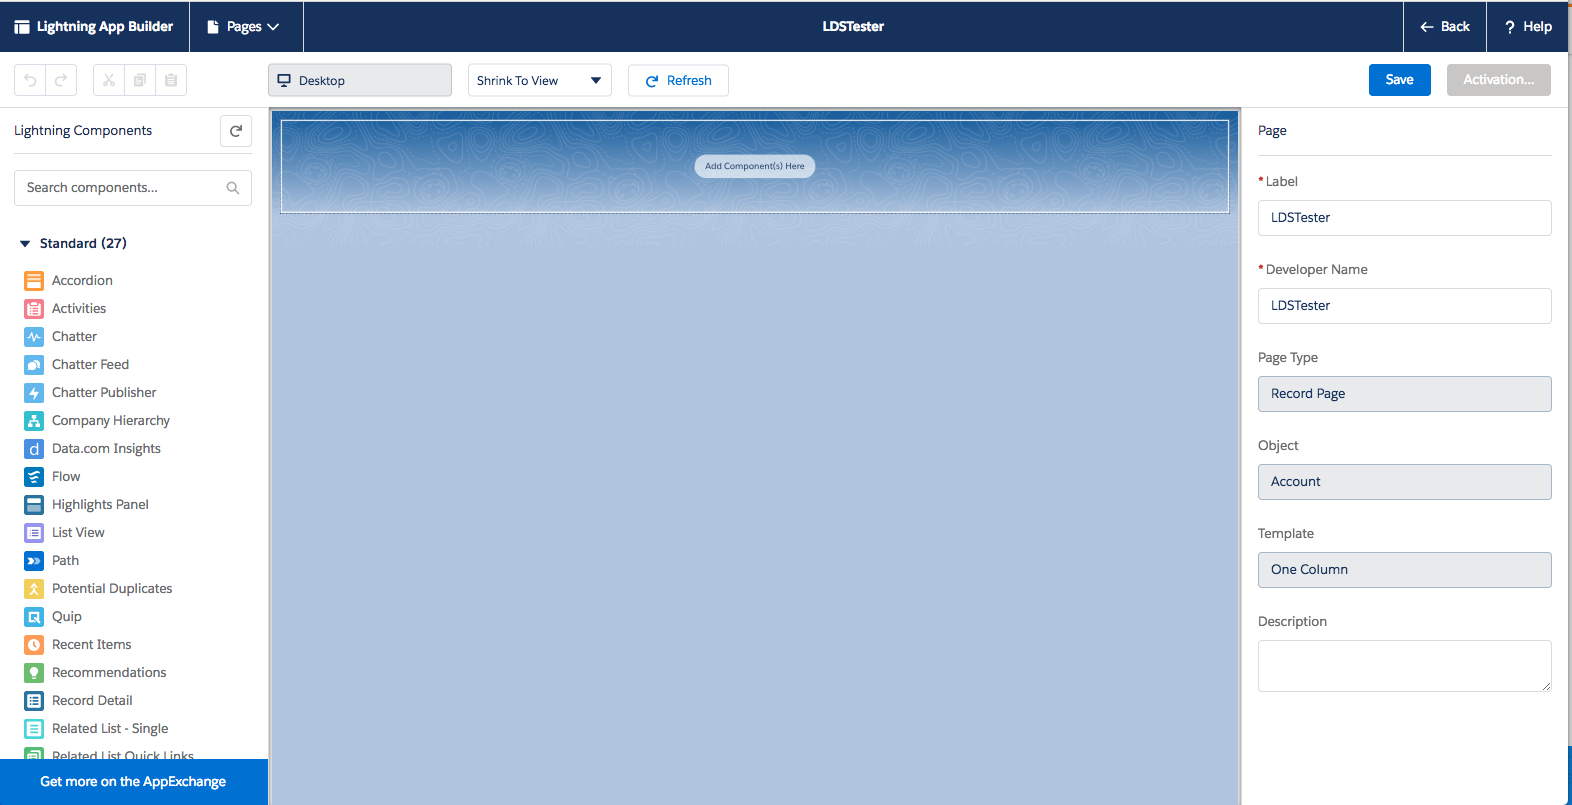 Lightning App Builder
Pages
LDSTester
Back
? Help
Desktop
Shrink To View
Refresh
Save
Activation...
Lightning Components
Search components...
Standard (27)
Accordion
Activities
Chatter
Chatter Feed
Chatter Publisher
Company Hierarchy
d Data.com Insights
Flow
Highlights Panel
List View
Path
Potential Duplicates
Quip
Recent Items
Recommendations
Record Detail
Related List - Single
Related List Quick Links
Get more on the AppExchange
Add Component(s) Here
Page
*Label
LDSTester
*Developer Name
LDSTester
Page Type
Record Page
Object
Account
Template
One Column
Description